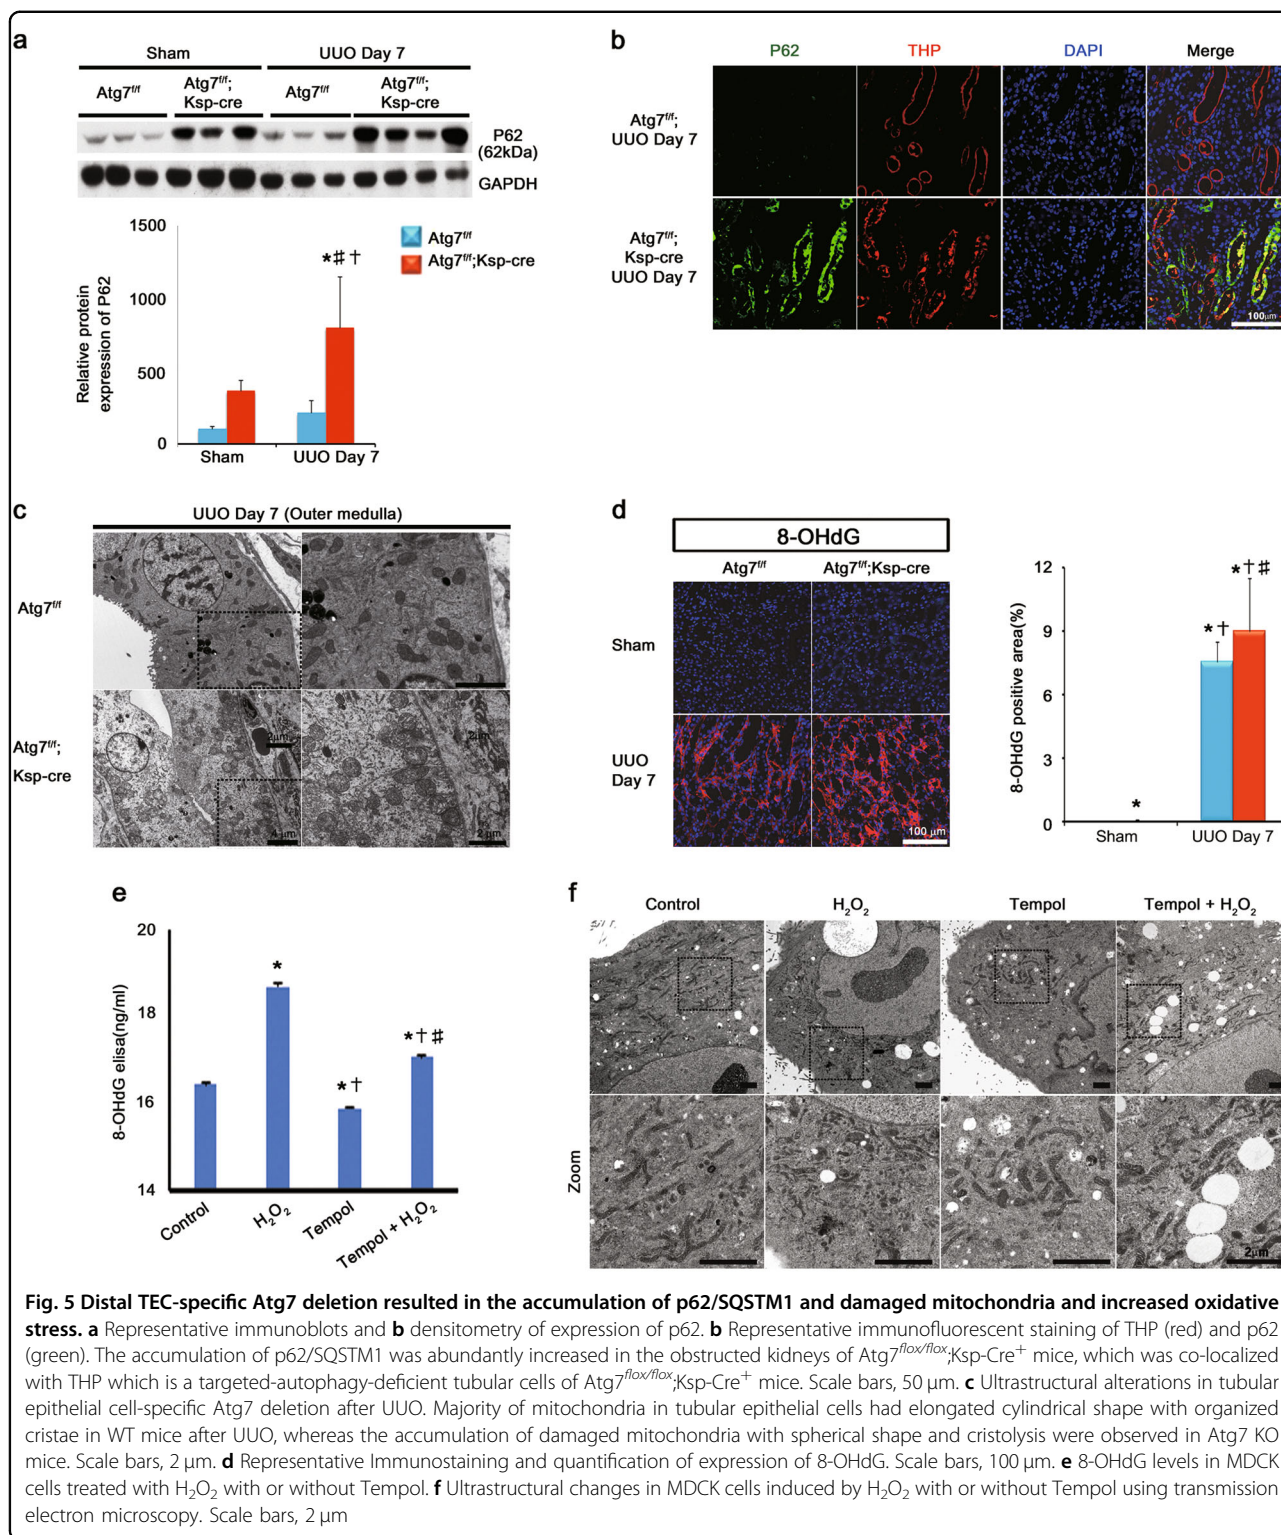 a
Sham
UUO Day 7
Atg7f/f
Atg7f/f;
Ksp-cre
Atg7f/f
Atg7f/f;
Ksp-cre
P62
(62kDa)
GAPDH
Relative protein
expression of P62
1500
1000
500
0
Atg7f/f
Atg7f/f;Ksp-cre
*♯†
Sham
UUO Day 7
b
P62
THP
DAPI
Merge
Atg7f/f;
UUO Day 7
Atg7f/f;
Ksp-cre
UUO Day 7
100μm
c
UUO Day 7 (Outer medulla)
Atg7f/f
Atg7f/f;
Ksp-cre
2μm
2μm
4 μm
2 μm
d
8-OHdG
Atg7f/f
Atg7f/f;Ksp-cre
Sham
UUO
Day 7
100 μm
8-OHdG positive area(%)
12
9
6
3
0
*
*†
*†♯
Sham
UUO Day 7
e
8-OHdG elisa(ng/ml)
20
18
16
14
*
*†
*†♯
Control
H2O2
Tempol
Tempol + H2O2
f
Control
H2O2
Tempol
Tempol + H2O2
Zoom
2μm
Fig. 5 Distal TEC-specific Atg7 deletion resulted in the accumulation of p62/SQSTM1 and damaged mitochondria and increased oxidative
stress. a Representative immunoblots and b densitometry of expression of p62. b Representative immunofluorescent staining of THP (red) and p62
(green). The accumulation of p62/SQSTM1 was abundantly increased in the obstructed kidneys of Atg7flox/flox;Ksp-Cre+ mice, which was co-localized
with THP which is a targeted-autophagy-deficient tubular cells of Atg7flox/flox;Ksp-Cre+ mice. Scale bars, 50 μm. c Ultrastructural alterations in tubular
epithelial cell-specific Atg7 deletion after UUO. Majority of mitochondria in tubular epithelial cells had elongated cylindrical shape with organized
cristae in WT mice after UUO, whereas the accumulation of damaged mitochondria with spherical shape and cristolysis were observed in Atg7 KO
mice. Scale bars, 2 μm. d Representative Immunostaining and quantification of expression of 8-OHdG. Scale bars, 100 μm. e 8-OHdG levels in MDCK
cells treated with H2O2 with or without Tempol. f Ultrastructural changes in MDCK cells induced by H2O2 with or without Tempol using transmission
electron microscopy. Scale bars, 2 μm